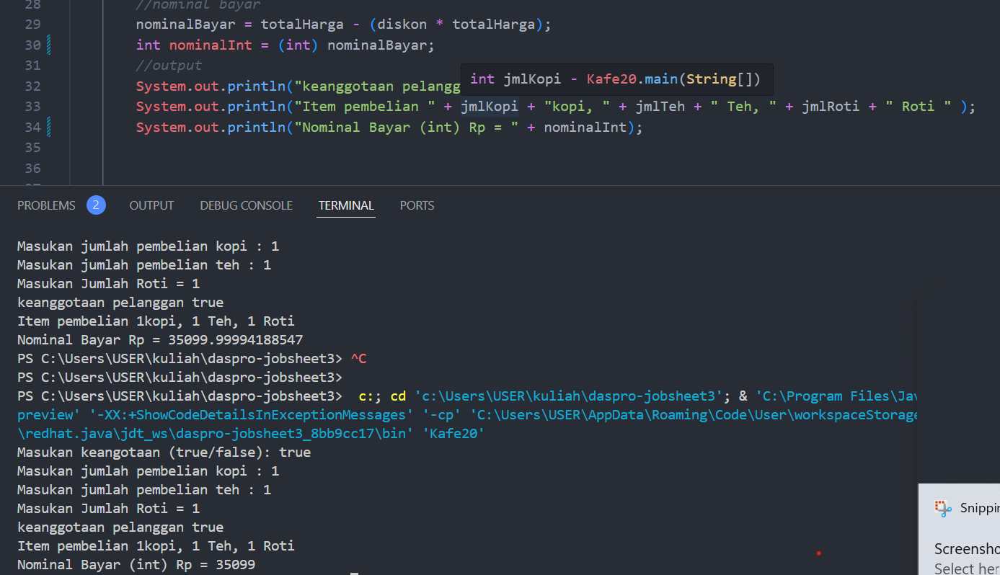 28 //nominal bayar
29 nominalBayar = totalHarga - (diskon * totalHarga);
30 int nominalInt = (int) nominalBayar;
31 //output
32 System.out.println("keanggotaan pelangg
int jmlKopi - Kafe20.main(String[])
33 System.out.println("Item pembelian " + jmlKopi + "kopi, " + jmlTeh + " Teh, " + jmlRoti + " Roti " );
34 System.out.println("Nominal Bayar (int) Rp = " + nominalInt);
35
36
PROBLEMS 2 OUTPUT DEBUG CONSOLE TERMINAL PORTS
Masukan jumlah pembelian kopi : 1
Masukan jumlah pembelian teh : 1
Masukan Jumlah Roti = 1
keanggotaan pelanggan true
Item pembelian 1kopi, 1 Teh, 1 Roti
Nominal Bayar Rp = 35099.99994188547
PS C:\Users\USER\kuliah\daspro-jobsheet3> ^C
PS C:\Users\USER\kuliah\daspro-jobsheet3>
PS C:\Users\USER\kuliah\daspro-jobsheet3>  c:; cd 'c:\Users\USER\kuliah\daspro-jobsheet3'; & 'C:\Program Files\Jav
preview' '-XX:+ShowCodeDetailsInExceptionMessages' '-cp' 'C:\Users\USER\AppData\Roaming\Code\User\workspaceStorage
\redhat.java\jdt_ws\daspro-jobsheet3_8bb9cc17\bin' 'Kafe20'
Masukan keangotaan (true/false): true
Masukan jumlah pembelian kopi : 1
Masukan jumlah pembelian teh : 1
Masukan Jumlah Roti = 1
keanggotaan pelanggan true
Item pembelian 1kopi, 1 Teh, 1 Roti
Nominal Bayar (int) Rp = 35099
Snippin
Screensho
Select her